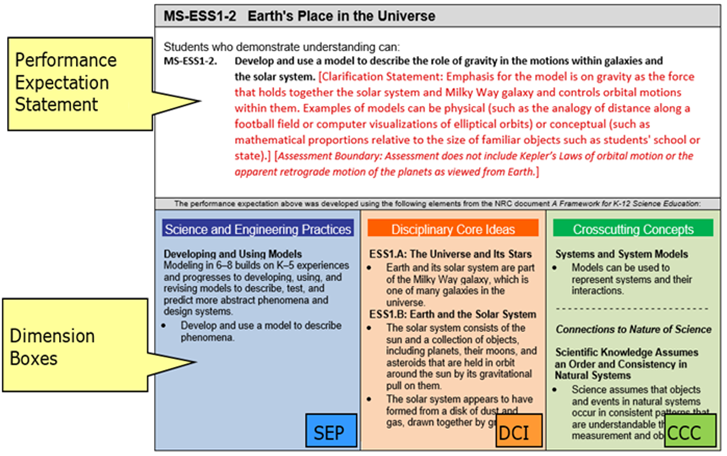 MS-ESS1-2 Earth's Place in the Universe
Students who demonstrate understanding can:
MS-ESS1-2. Develop and use a model to describe the role of gravity in the motions within galaxies and
the solar system. [Clarification Statement: Emphasis for the model is on gravity as the force
that holds together the solar system and Milky Way galaxy and controls orbital motions
within them. Examples of models can be physical (such as the analogy of distance along a
football field or computer visualizations of elliptical orbits) or conceptual (such as
mathematical proportions relative to the size of familiar objects such as students' school or
state).] [Assessment Boundary: Assessment does not include Kepler's Laws of orbital motion or the
apparent retrograde motion of the planets as viewed from Earth.]
Performance
Expectation
Statement
The performance expectation above was developed using the following elements from the NRC document A Framework for K-12 Science Education:
Science and Engineering Practices
Developing and Using Models
Modeling in 6–8 builds on K–5 experiences
and progresses to developing, using, and
revising models to describe, test, and
predict more abstract phenomena and
design systems.
• Develop and use a model to describe
phenomena.
SEP
Disciplinary Core Ideas
ESS1.A: The Universe and Its Stars
• Earth and its solar system are part
of the Milky Way galaxy, which is
one of many galaxies in the
universe.
ESS1.B: Earth and the Solar System
• The solar system consists of the
sun and a collection of objects,
including planets, their moons, and
asteroids that are held in orbit
around the sun by its gravitational
pull on them.
• The solar system appears to have
formed from a disk of dust and
gas, drawn together by
DCI
Crosscutting Concepts
Systems and System Models
• Models can be used to
represent systems and their
interactions.
Connections to Nature of Science
Scientific Knowledge Assumes
an Order and Consistency in
Natural Systems
• Science assumes that objects
and events in natural systems
occur in consistent patterns that
are understandable
measurement and
CCC
Dimension
Boxes